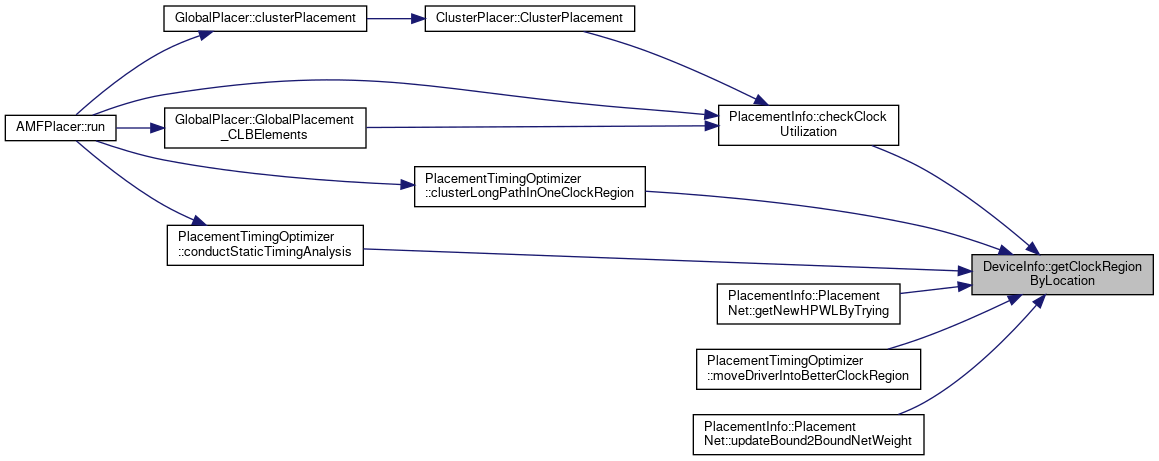 GlobalPlacer::clusterPlacement
ClusterPlacer::ClusterPlacement
AMFPlacer::run
GlobalPlacer::GlobalPlacement
_CLBElements
PlacementInfo::checkClock
Utilization
PlacementTimingOptimizer
::clusterLongPathInOneClockRegion
PlacementTimingOptimizer
::conductStaticTimingAnalysis
DeviceInfo::getClockRegion
ByLocation
PlacementInfo::Placement
Net::getNewHPWLByTrying
PlacementTimingOptimizer
::moveDriverIntoBetterClockRegion
PlacementInfo::Placement
Net::updateBound2BoundNetWeight